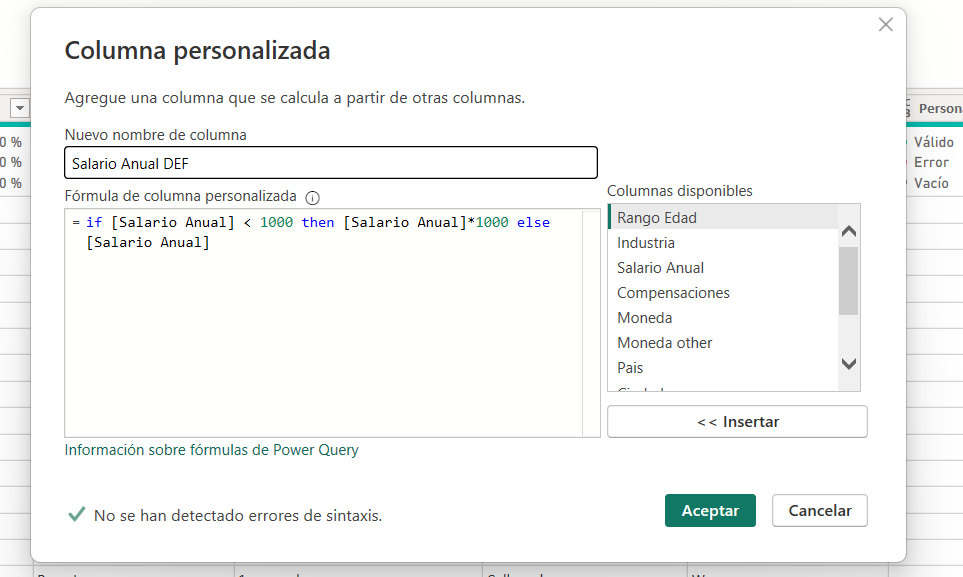 Columna personalizada
Agregue una columna que se calcula a partir de otras columnas.
Nuevo nombre de columna
Salario Anual DEF
Fórmula de columna personalizada
= if [Salario Anual] < 1000 then [Salario Anual]*1000 else
[Salario Anual]
Información sobre fórmulas de Power Query
No se han detectado errores de sintaxis.
Columnas disponibles
Rango Edad
Industria
Salario Anual
Compensaciones
Moneda
Moneda other
Pais
<< Insertar
Aceptar
Cancelar
0 %
0 %
0 %
Válido
Error
Vacío